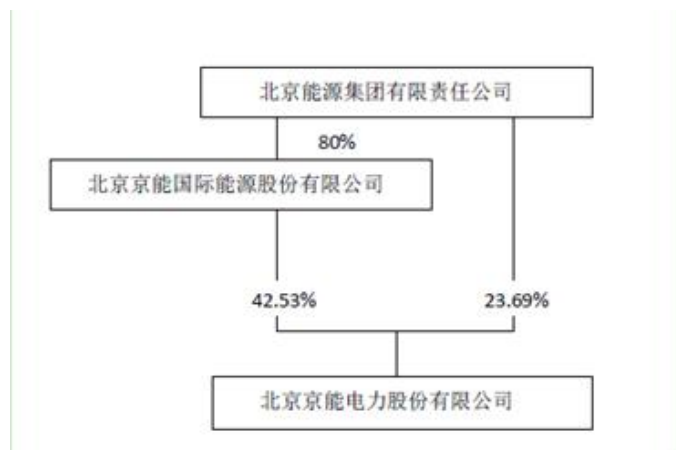 北京能源集团有限责任公司
80%
北京京能国际能源股份有限公司
42.53%
23.69%
北京京能电力股份有限公司